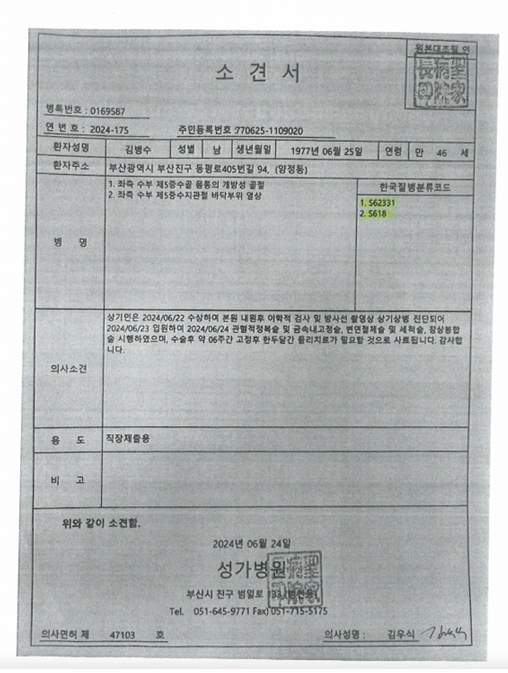 원본대조필 인
소 견 서
병록번호 : 0169587
연 번호 : 2024-175 주민등록번호 :770625-1109020
환자성명 김병수 성별 남 생년월일 1977년 06월 25일 연령 만 46 세
환자주소 부산광역시 부산진구 동평로405번길 94, (양정동)
병 명
1. 좌측 수부 제5중수골 몸통의 개방성 골절
2. 좌측 수부 제5중수지관절 바닥부위 열상
한국질병분류코드
1. S62331
2. S618
의사소견
상기인은 2024/06/22 수상하여 본원 내원후 이학적 검사 및 방사선 촬영상 상기상병 진단되어
2024/06/23 입원하여 2024/06/24 관혈적정복술 및 금속내고정술, 변연절제술 및 세척술, 창상봉합
술 시행하였으며, 수술후 약 06주간 고정후 한두달간 물리치료가 필요할 것으로 사료됩니다. 감사합
니다.
용 도 직장제출용
비 고
위와 같이 소견함.
2024년 06월 24일
성가병원
부산시 진구 범일로
Tel. 051-645-9771 Fax) 051-715-5175
의사면허 제 47103 호 의사성명 : 김우식